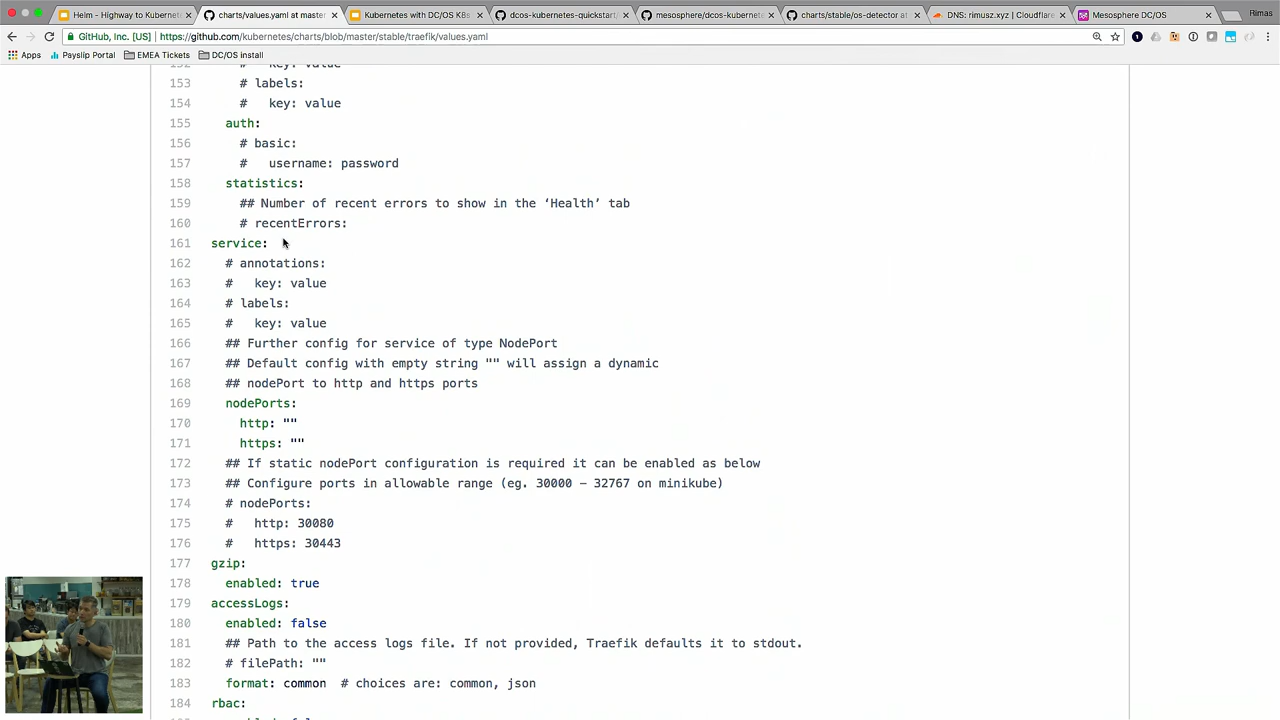 Helm - Highway to Kubernetes
charts/values.yaml at master
Kubernetes with DC/OS K8s
dcos-kubernetes-quickstart/
mesosphere/dcos-kubernetes
charts/stable/os-detector at
DNS: rimusz.xyz | Cloudflare
Mesosphere DC/OS
Rimas
GitHub, Inc. [US] https://github.com/kubernetes/charts/blob/master/stable/traefik/values.yaml
Apps Payslip Portal EMEA Tickets DC/OS install
152 # key: value
153 # labels:
154 # key: value
155 auth:
156 # basic:
157 # username: password
158 statistics:
159 ## Number of recent errors to show in the ‘Health’ tab
160 # recentErrors:
161 service:
162 # annotations:
163 # key: value
164 # labels:
165 # key: value
166 ## Further config for service of type NodePort
167 ## Default config with empty string "" will assign a dynamic
168 ## nodePort to http and https ports
169 nodePorts:
170 http: ""
171 https: ""
172 ## If static nodePort configuration is required it can be enabled as below
173 ## Configure ports in allowable range (eg. 30000 - 32767 on minikube)
174 # nodePorts:
175 # http: 30080
176 # https: 30443
177 gzip:
178 enabled: true
179 accessLogs:
180 enabled: false
181 ## Path to the access logs file. If not provided, Traefik defaults it to stdout.
182 # filePath: ""
183 format: common # choices are: common, json
184 rbac: